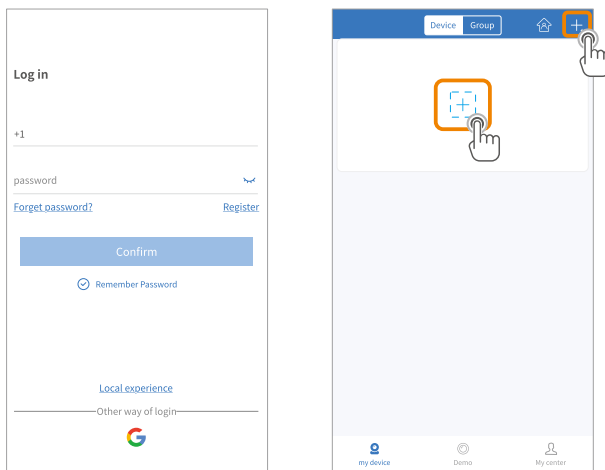 Log in
+1
password
Forget password? Register
Confirm
Remember Password
Local experience
Other way of login
Device Group
my device Demo My center